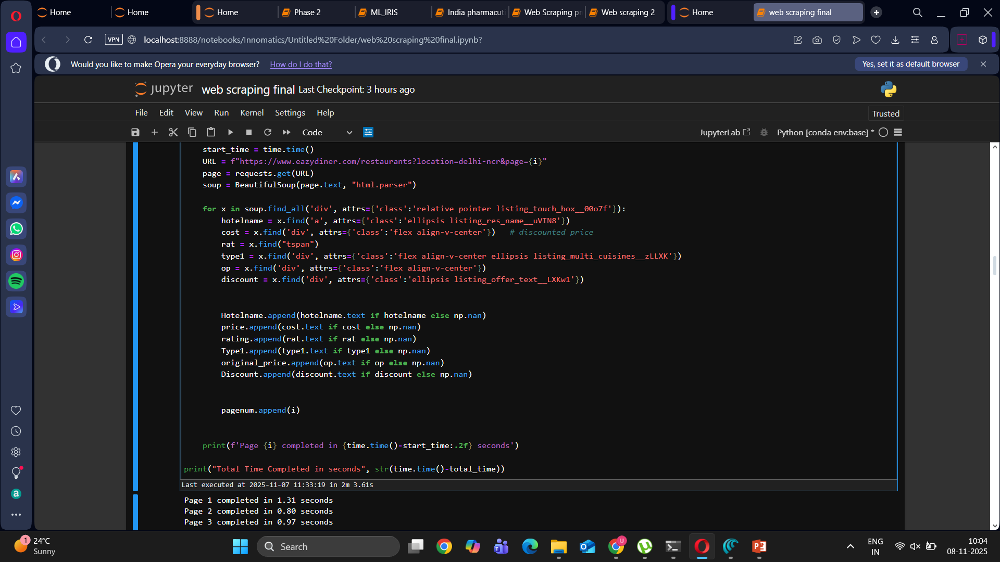 Home
Home
Home
Phase 2
ML_IRIS
India pharmacut
Web Scraping pr
Web scraping 2
Home
web scraping final
VPN
localhost:8888/notebooks/Innomatics/Untitled%20Folder/web%20scraping%20final.ipynb?
Would you like to make Opera your everyday browser? How do I do that?
Yes, set it as default browser
jupyter web scraping final Last Checkpoint: 3 hours ago
File Edit View Run Kernel Settings Help
Trusted
Code
JupyterLab
Python [conda env:base] *
start_time = time.time()
URL = f"https://www.eazydiner.com/restaurants?location=delhi-ncr&page={i}"
page = requests.get(URL)
soup = BeautifulSoup(page.text, "html.parser")
for x in soup.find_all('div', attrs={'class':'relative pointer listing_touch_box__00o7f'}):
hotelname = x.find('a', attrs={'class':'ellipsis listing_res_name__uVIN8'})
cost = x.find('div', attrs={'class':'flex align-v-center'})   # discounted price
rat = x.find("tspan")
type1 = x.find('div', attrs={'class':'flex align-v-center ellipsis listing_multi_cuisines__zLLXK'})
op = x.find('div', attrs={'class':'flex align-v-center'})
discount = x.find('div', attrs={'class':'ellipsis listing_offer_text__LXKw1'})
Hotelname.append(hotelname.text if hotelname else np.nan)
price.append(cost.text if cost else np.nan)
rating.append(rat.text if rat else np.nan)
Type1.append(type1.text if type1 else np.nan)
original_price.append(op.text if op else np.nan)
Discount.append(discount.text if discount else np.nan)
pagenum.append(i)
print(f'Page {i} completed in {time.time()-start_time:.2f} seconds')
print("Total Time Completed in seconds", str(time.time()-total_time))
Last executed at 2025-11-07 11:33:19 in 2m 3.61s
Page 1 completed in 1.31 seconds
Page 2 completed in 0.80 seconds
Page 3 completed in 0.97 seconds
1
24°C
Sunny
Search
U
ENG
IN
10:04
08-11-2025